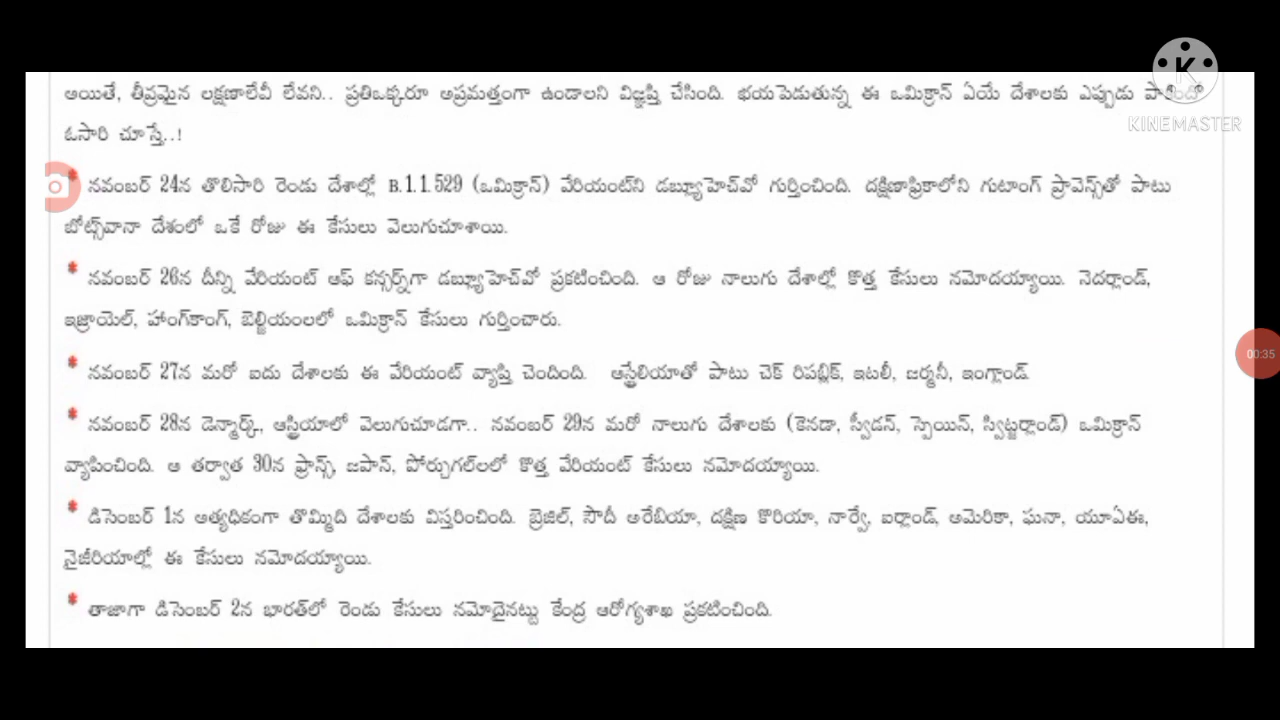 అయితే, తీవ్రమైన లక్షణాలేవీ లేవని.. ప్రతిఒక్కరూ అప్రమత్తంగా ఉండాలని విజ్ఞప్తి చేసింది. భయపెడుతున్న ఈ ఒమిక్రాన్ ఏయే దేశాలకు ఎప్పుడు పాకిందో
ఓసారి చూస్తే..!
KINEMASTER
* నవంబర్ 24న తొలిసారి రెండు దేశాల్లో B.1.1.529 (ఒమిక్రాన్) వేరియంట్‌ని డబ్ల్యూహెచ్‌వో గుర్తించింది. దక్షిణాఫ్రికాలోని గుటాంగ్ ప్రావెన్స్‌తో పాటు
బోట్స్‌వానా దేశంలో ఒకే రోజు ఈ కేసులు వెలుగుచూశాయి.
* నవంబర్ 26న దీన్ని వేరియంట్ ఆఫ్ కన్సర్న్‌గా డబ్ల్యూహెచ్‌వో ప్రకటించింది. ఆ రోజు నాలుగు దేశాల్లో కొత్త కేసులు నమోదయ్యాయి. నెదర్లాండ్,
ఇజ్రాయెల్, హాంగ్‌కాంగ్, బెల్జియంలలో ఒమిక్రాన్ కేసులు గుర్తించారు.
* నవంబర్ 27న మరో ఐదు దేశాలకు ఈ వేరియంట్ వ్యాప్తి చెందింది. ఆస్ట్రేలియాతో పాటు చెక్ రిపబ్లిక్, ఇటలీ, జర్మనీ, ఇంగ్లాండ్.
00:35
* నవంబర్ 28న డెన్మార్క్, ఆస్ట్రియాలో వెలుగుచూడగా.. నవంబర్ 29న మరో నాలుగు దేశాలకు (కెనడా, స్వీడన్, స్పెయిన్, స్విట్జర్లాండ్) ఒమిక్రాన్
వ్యాపించింది. ఆ తర్వాత 30న ఫ్రాన్స్, జపాన్, పోర్చుగల్‌లలో కొత్త వేరియంట్ కేసులు నమోదయ్యాయి.
* డిసెంబర్ 1న అత్యధికంగా తొమ్మిది దేశాలకు విస్తరించింది. బ్రెజిల్, సౌదీ అరేబియా, దక్షిణ కొరియా, నార్వే, ఐర్లాండ్, అమెరికా, ఘనా, యూఏఈ,
నైజీరియాల్లో ఈ కేసులు నమోదయ్యాయి.
* తాజాగా డిసెంబర్ 2న భారత్‌లో రెండు కేసులు నమోదైనట్టు కేంద్ర ఆరోగ్యశాఖ ప్రకటించింది.